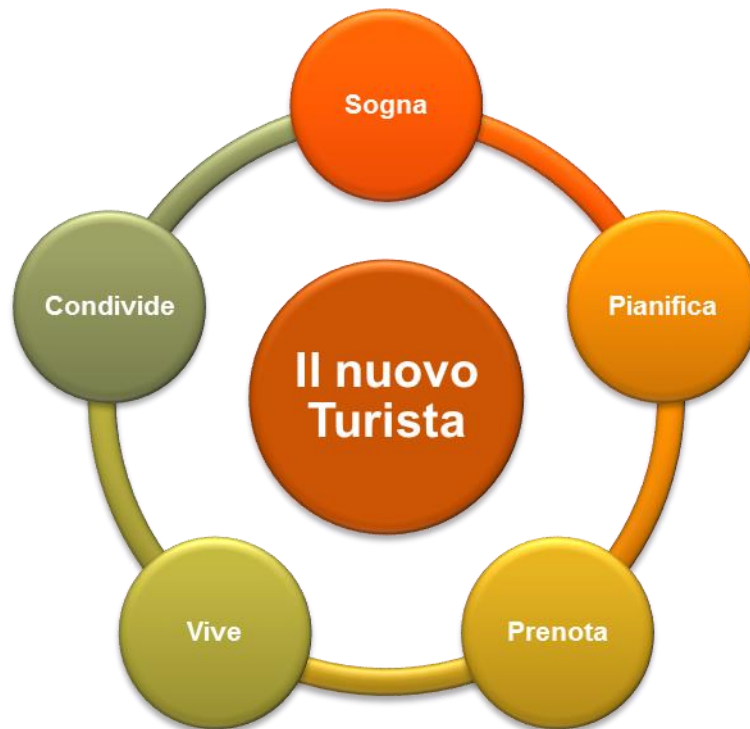 Sogna
Pianifica
Prenota
Vive
Condivide
Il nuovo
Turista